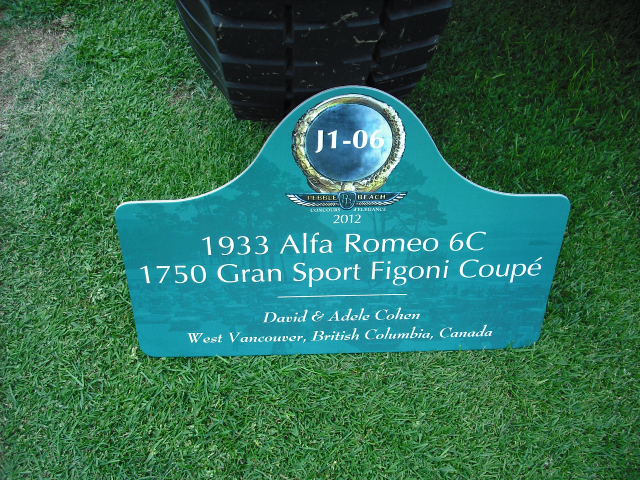 J1-06
PEBBLE BEACH
CONCOURS D'ELEGANCE
2012
1933 Alfa Romeo 6C
1750 Gran Sport Figoni Coupé
David & Adele Cohen
West Vancouver, British Columbia, Canada